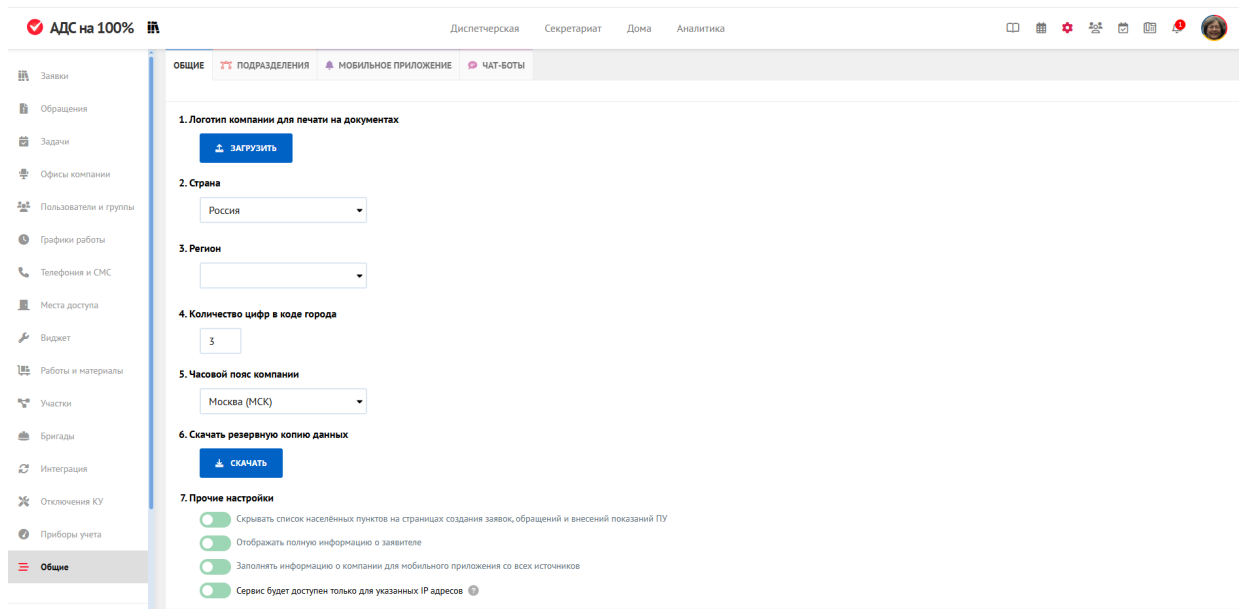 АДС на 100%
Диспетчерская Секретариат Дома Аналитика
1
Заявки
Обращения
Задачи
Офисы компании
Пользователи и группы
Графики работы
Телефония и СМС
Места доступа
Виджет
Работы и материалы
Участки
Бригады
Интеграция
Отключения КУ
Приборы учета
Общие
ОБЩИЕ ПОДРАЗДЕЛЕНИЯ МОБИЛЬНОЕ ПРИЛОЖЕНИЕ ЧАТ-БОТЫ
1. Логотип компании для печати на документах
ЗАГРУЗИТЬ
2. Страна
Россия
3. Регион
4. Количество цифр в коде города
3
5. Часовой пояс компании
Москва (МСК)
6. Скачать резервную копию данных
СКАЧАТЬ
7. Прочие настройки
Скрывать список населённых пунктов на страницах создания заявок, обращений и внесений показаний ПУ
Отображать полную информацию о заявителе
Заполнять информацию о компании для мобильного приложения со всех источников
Сервис будет доступен только для указанных IP адресов ?